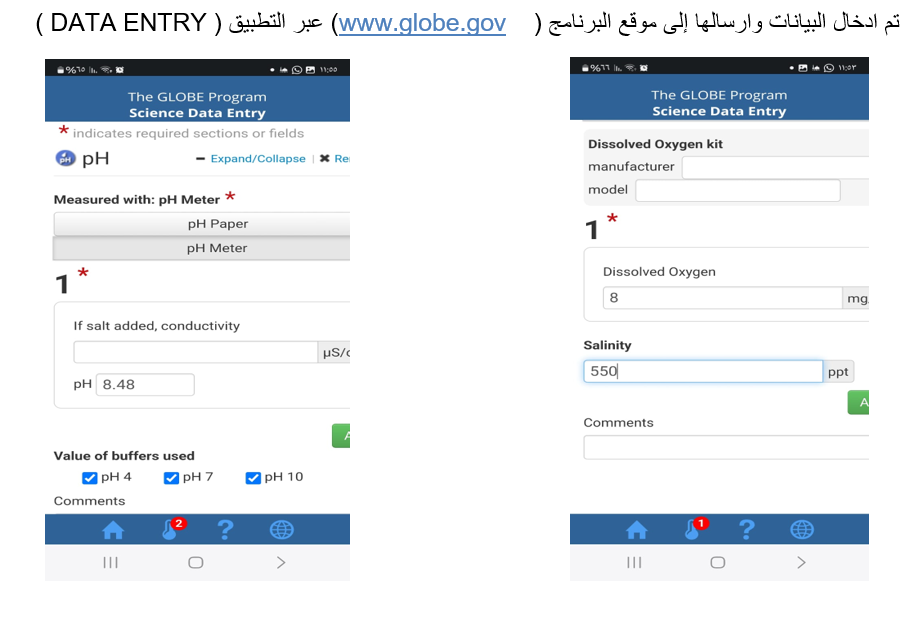 تم ادخال البيانات وارسالها إلى موقع البرنامج ( www.globe.gov) عبر التطبيق ( DATA ENTRY )
%٦٥ ١١:٥٥
The GLOBE Program
Science Data Entry
* indicates required sections or fields
pH pH − Expand/Collapse | ✖ Re
Measured with: pH Meter *
pH Paper
pH Meter
1 *
If salt added, conductivity
µS/c
pH 8.48
A
Value of buffers used
pH 4 pH 7 pH 10
Comments
2 ?
%٦٦ ١١:٥٣
The GLOBE Program
Science Data Entry
Dissolved Oxygen kit
manufacturer
model
1 *
Dissolved Oxygen
8 mg/
Salinity
550 ppt
A
Comments
1 ?